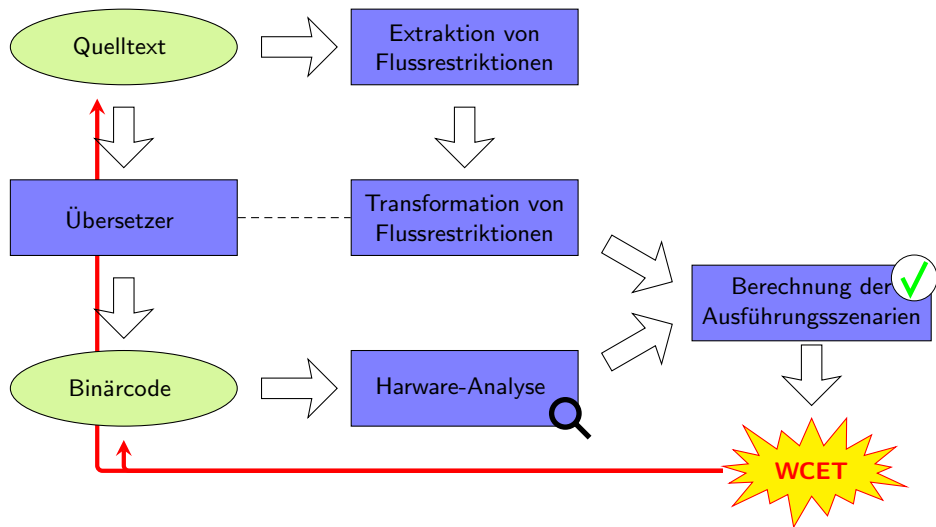 Quelltext
Extraktion von
Flussrestriktionen
Übersetzer
Transformation von
Flussrestriktionen
Berechnung der
Ausführungsszenarien
Binärcode
Harware-Analyse
WCET